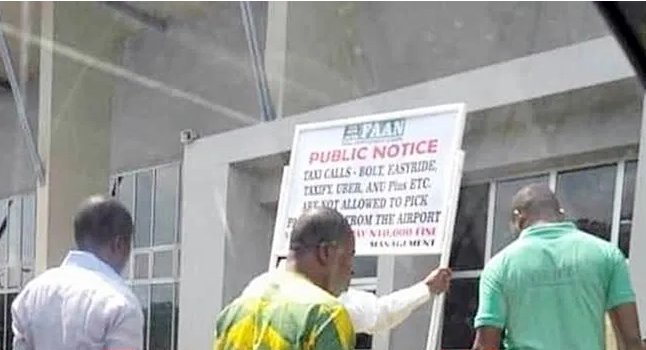 FAAN
PUBLIC NOTICE
TAXI CALLS - BOLT, EASYRIDE,
TAXIFY, UBER, ANU Plus ETC.
ARE NOT ALLOWED TO PICK
FROM THE AIRPORT
N10,000 FINE
- MANAGEMENT